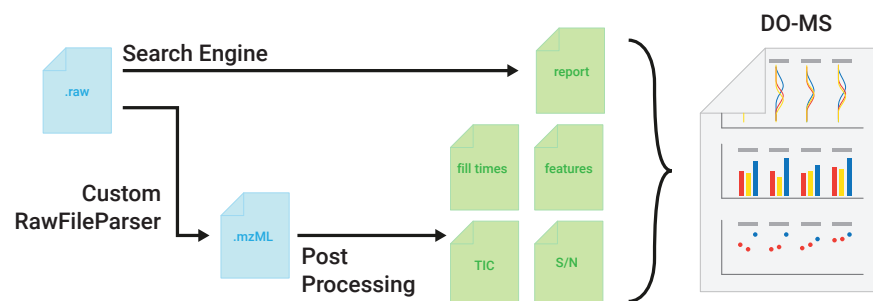 DO-MS
Search Engine
.raw
report
fill times
features
Custom
RawFileParser
.mzML
Post
Processing
TIC
S/N